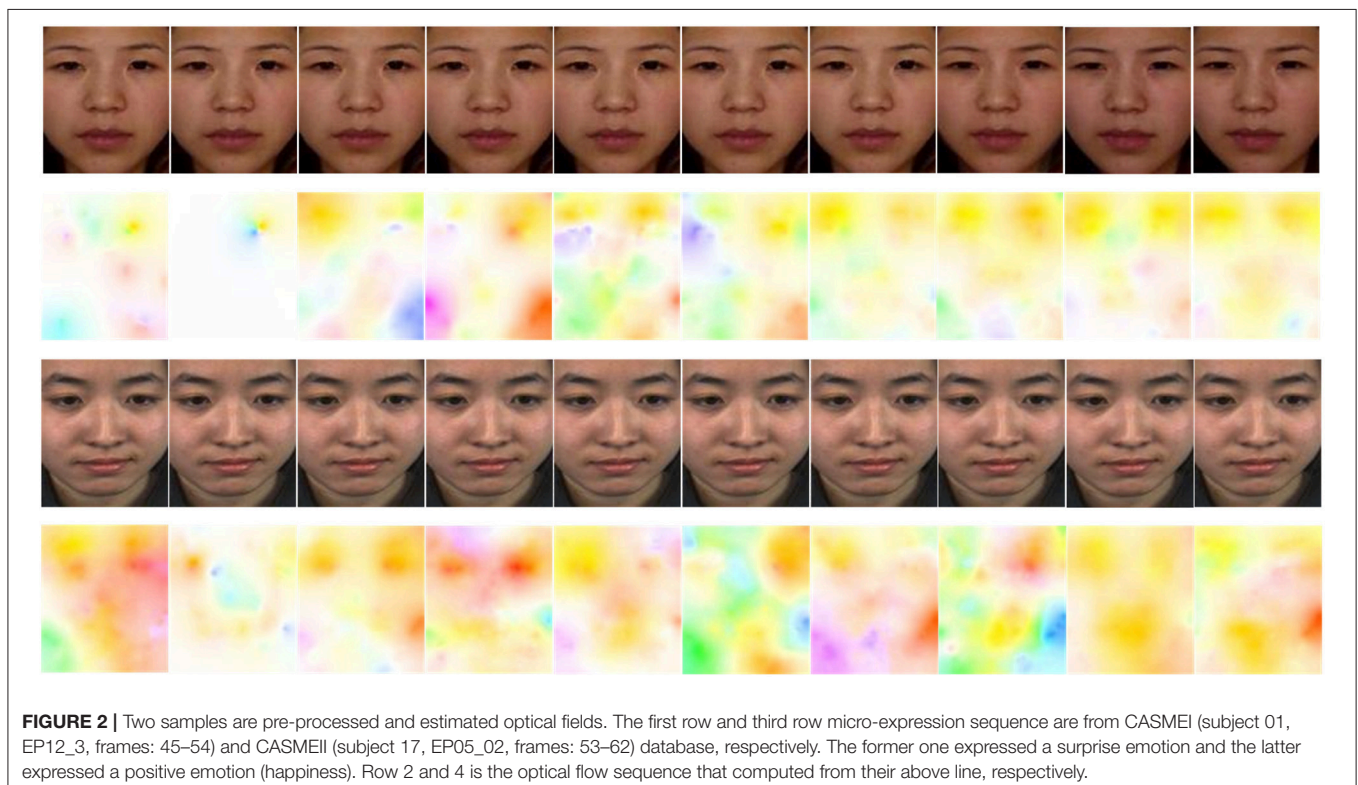 FIGURE 2 | Two samples are pre-processed and estimated optical fields. The first row and third row micro-expression sequence are from CASMEI (subject 01,
EP12_3, frames: 45–54) and CASMEII (subject 17, EP05_02, frames: 53–62) database, respectively. The former one expressed a surprise emotion and the latter
expressed a positive emotion (happiness). Row 2 and 4 is the optical flow sequence that computed from their above line, respectively.